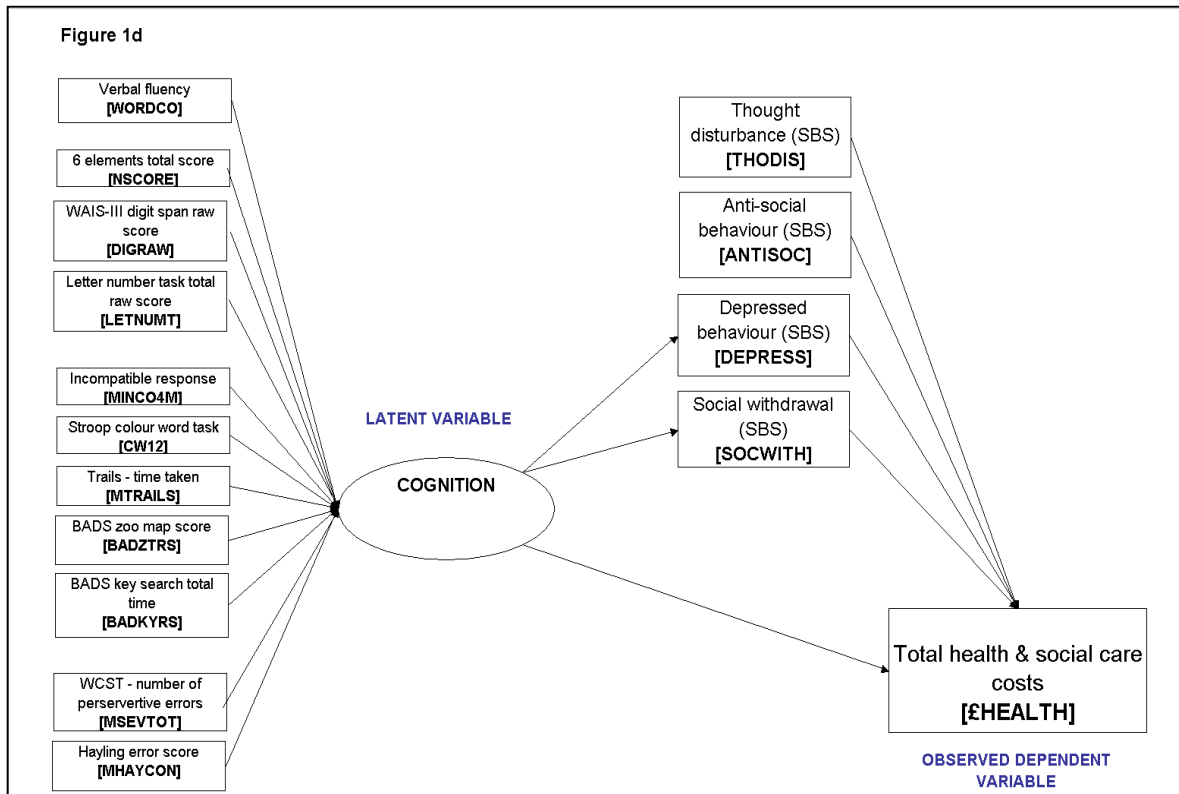 Figure 1d
Verbal fluency
[WORDCO]
6 elements total score
[NSCORE]
WAIS-III digit span raw
score
[DIGRAW]
Letter number task total
raw score
[LETNUMT]
Incompatible response
[MINCO4M]
Stroop colour word task
[CW12]
Trails - time taken
[MTRAILS]
BADS zoo map score
[BADZTRS]
BADS key search total
time
[BADKYRS]
WCST - number of
perservertive errors
[MSEVTOT]
Hayling error score
[MHAYCON]
LATENT VARIABLE
COGNITION
Thought
disturbance (SBS)
[THODIS]
Anti-social
behaviour (SBS)
[ANTISOC]
Depressed
behaviour (SBS)
[DEPRESS]
Social withdrawal
(SBS)
[SOCWITH]
Total health & social care
costs
[£HEALTH]
OBSERVED DEPENDENT
VARIABLE